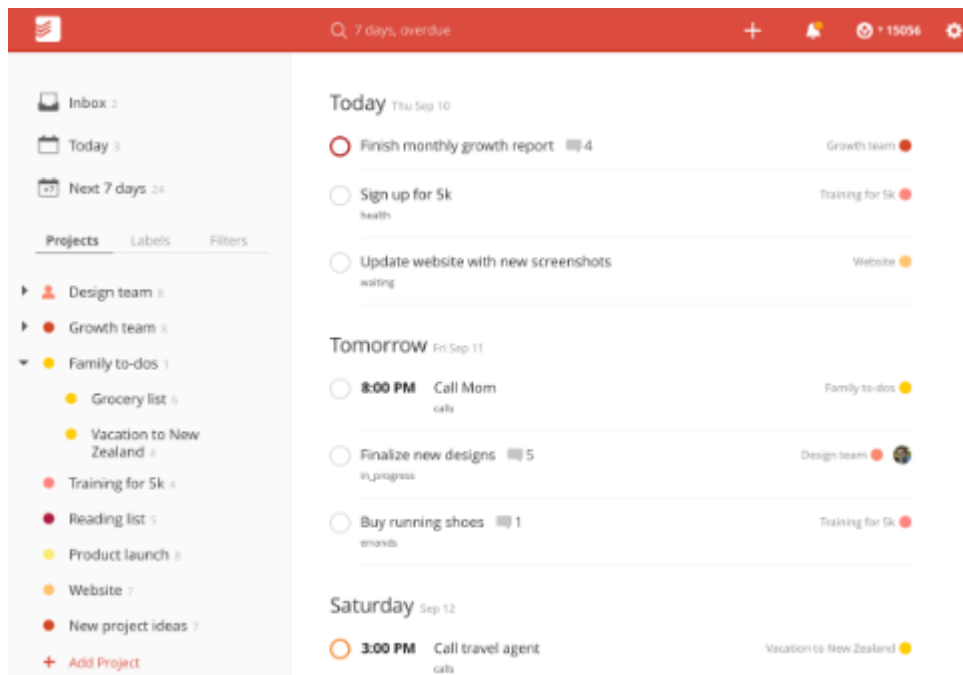 7 days, overdue
+ 15056
Inbox 2
Today 3
Next 7 days 24
Projects Labels Filters
Design team 8
Growth team 8
Family to-dos 1
Grocery list 6
Vacation to New
Zealand 4
Training for 5k 4
Reading list 5
Product launch 8
Website 7
New project ideas 7
+ Add Project
Today Thu Sep 10
Finish monthly growth report 4
Growth team
Sign up for 5k
Training for 5k
health
Update website with new screenshots
Website
waiting
Tomorrow Fri Sep 11
8:00 PM Call Mom
Family to-dos
calls
Finalize new designs 5
Design team
in_progress
Buy running shoes 1
Training for 5k
errands
Saturday Sep 12
3:00 PM Call travel agent
Vacation to New Zealand
calls